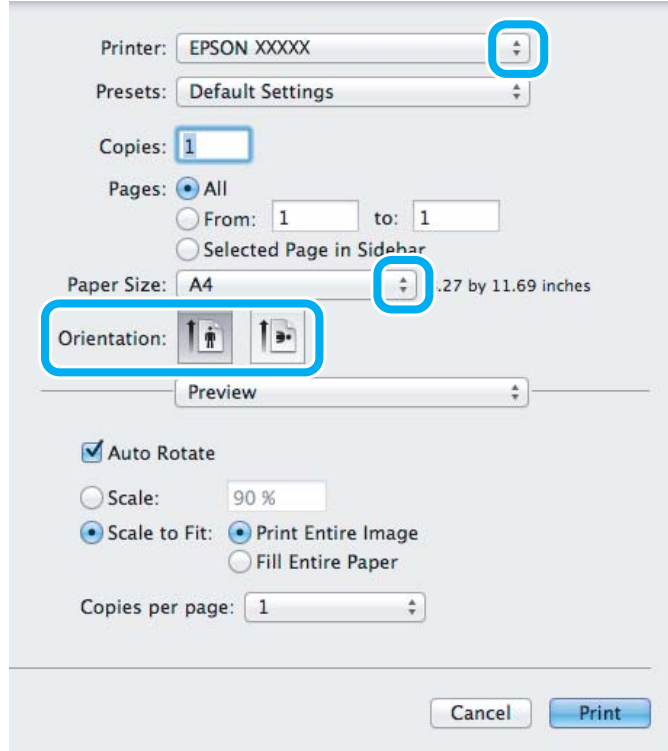 Printer: EPSON XXXXX
Presets: Default Settings
Copies: 1
Pages: All
From: 1 to: 1
Selected Page in Sidebar
Paper Size: A4 .27 by 11.69 inches
Orientation:
Preview
Auto Rotate
Scale: 90 %
Scale to Fit: Print Entire Image
Fill Entire Paper
Copies per page: 1
Cancel Print